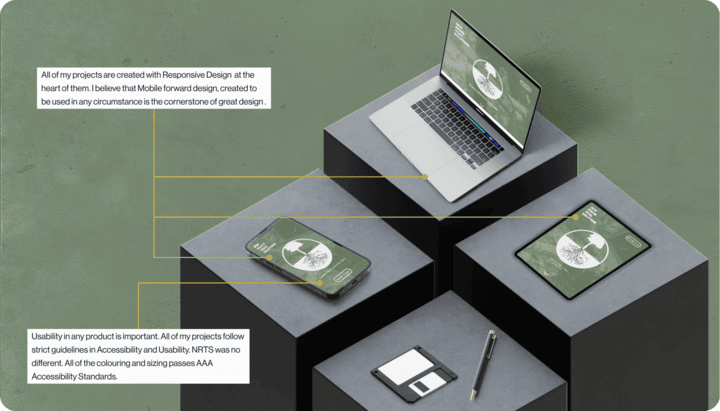 All of my projects are created with Responsive Design at the
heart of them. I believe that Mobile forward design, created to
be used in any circumstance is the cornerstone of great design .
Usability in any product is important. All of my projects follow
strict guidelines in Accessibility and Usability. NRTS was no
different. All of the colouring and sizing passes AAA
Accessibility Standards.